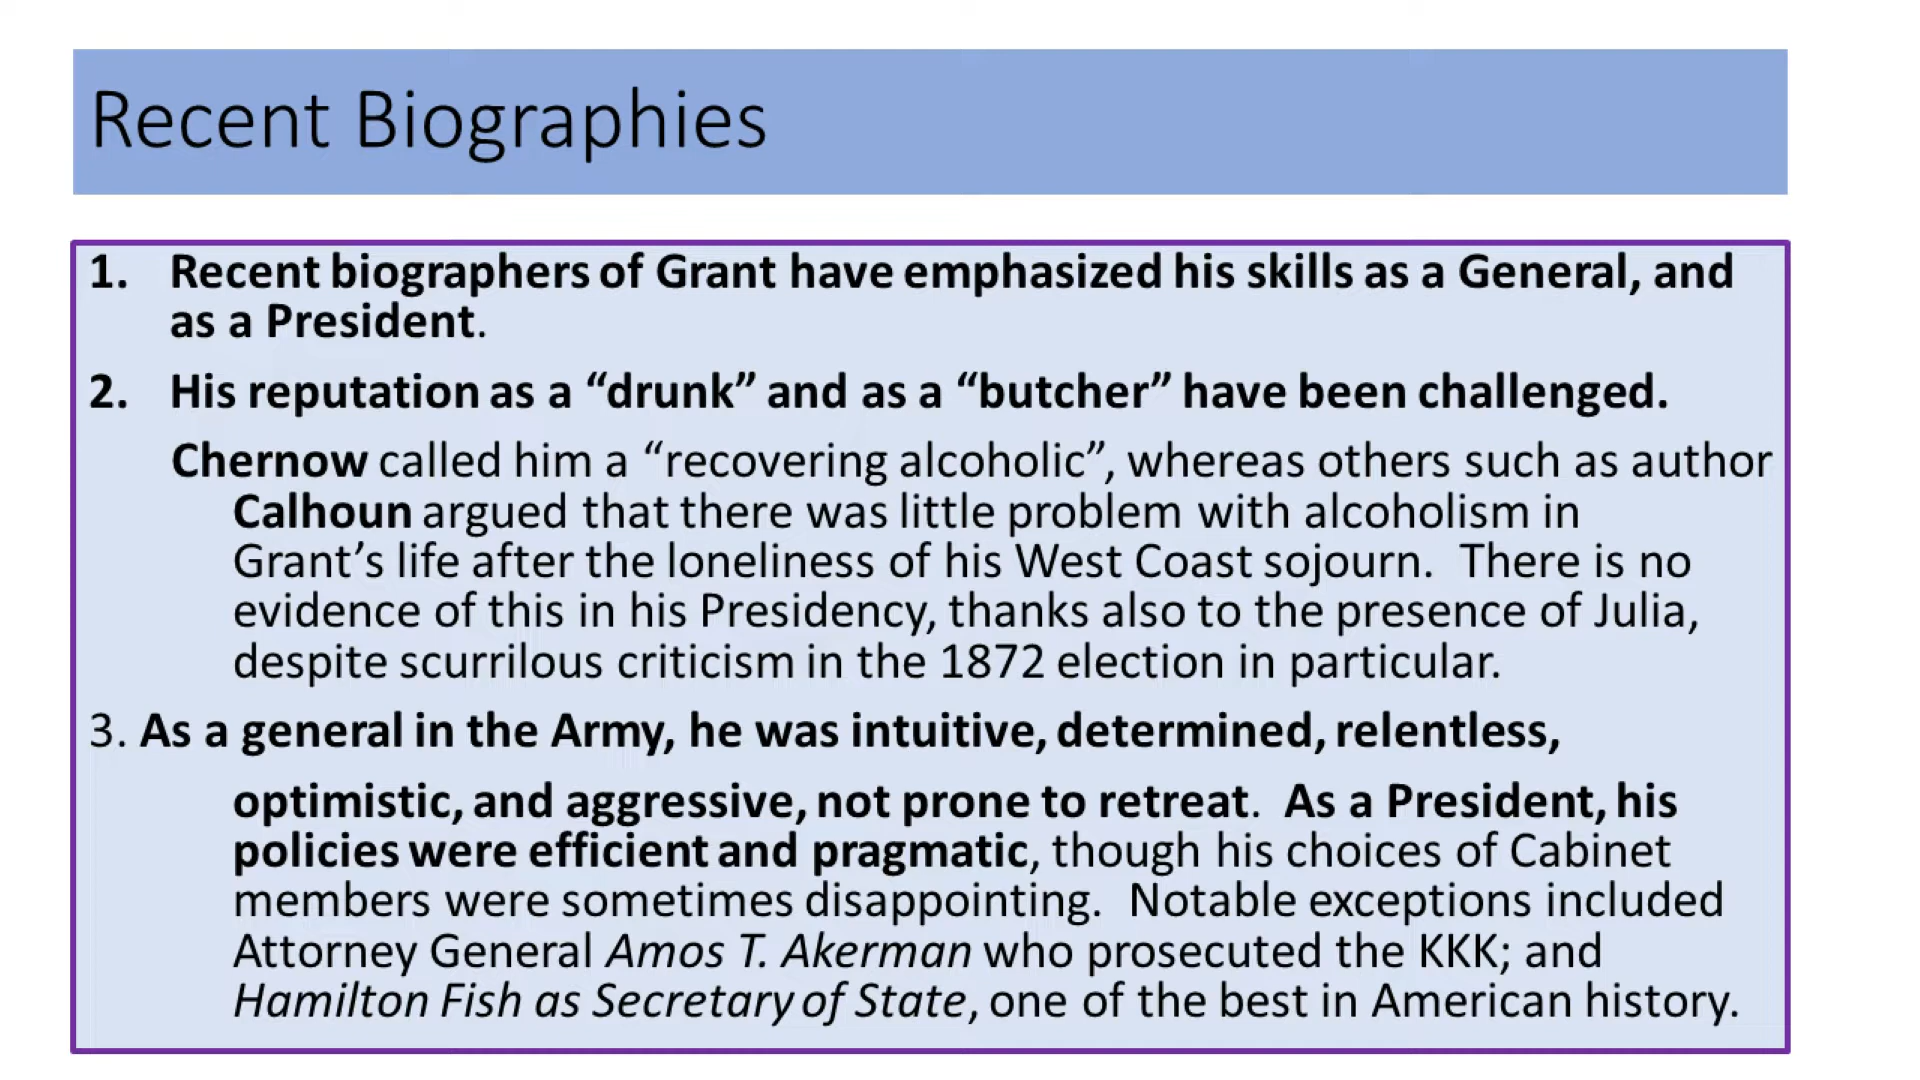 Recent Biographies
1. Recent biographers of Grant have emphasized his skills as a General, and
as a President.
2. His reputation as a “drunk” and as a “butcher” have been challenged.
Chernow called him a “recovering alcoholic”, whereas others such as author
Calhoun argued that there was little problem with alcoholism in
Grant’s life after the loneliness of his West Coast sojourn. There is no
evidence of this in his Presidency, thanks also to the presence of Julia,
despite scurrilous criticism in the 1872 election in particular.
3. As a general in the Army, he was intuitive, determined, relentless,
optimistic, and aggressive, not prone to retreat. As a President, his
policies were efficient and pragmatic, though his choices of Cabinet
members were sometimes disappointing. Notable exceptions included
Attorney General Amos T. Akerman who prosecuted the KKK; and
Hamilton Fish as Secretary of State, one of the best in American history.